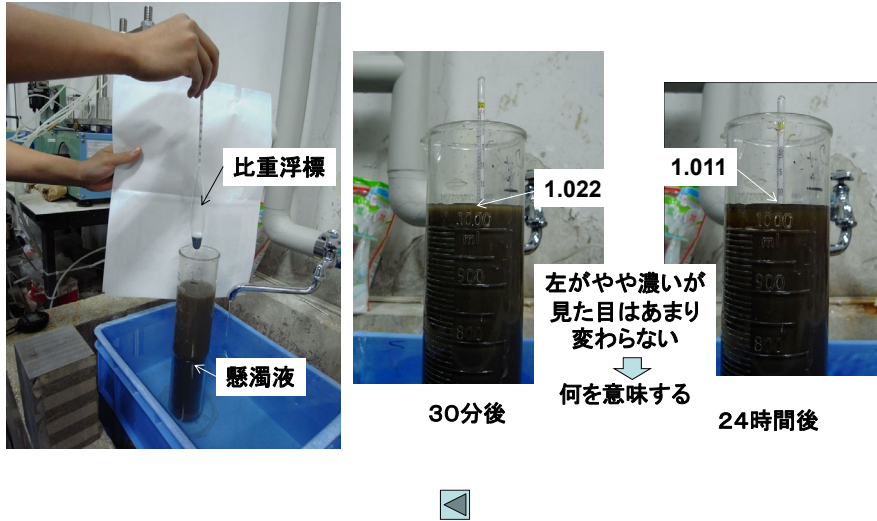 比重浮標
懸濁液
1.022
1000
ml
900
800
30分後
左がやや濃いが
見た目はあまり
変わらない
何を意味する
1.011
1000
ml
900
800
24時間後